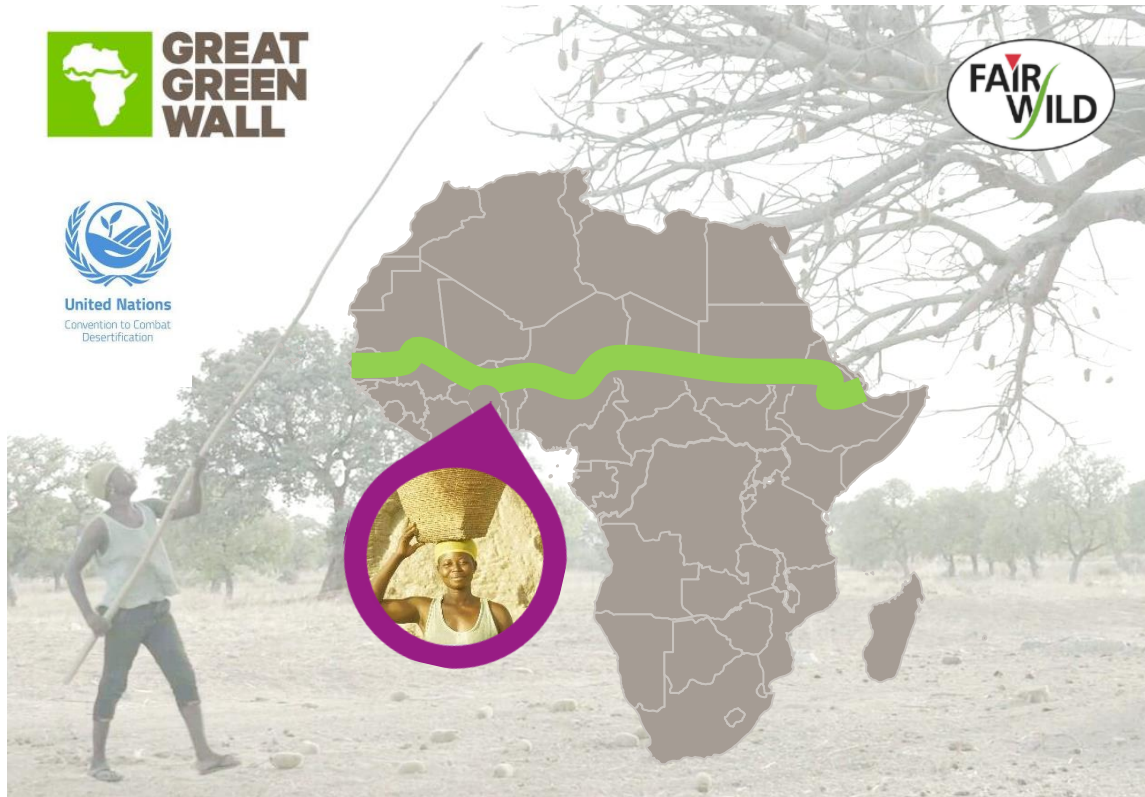 GREAT
GREEN
WALL
FAIR
WILD
United Nations
Convention to Combat
Desertification